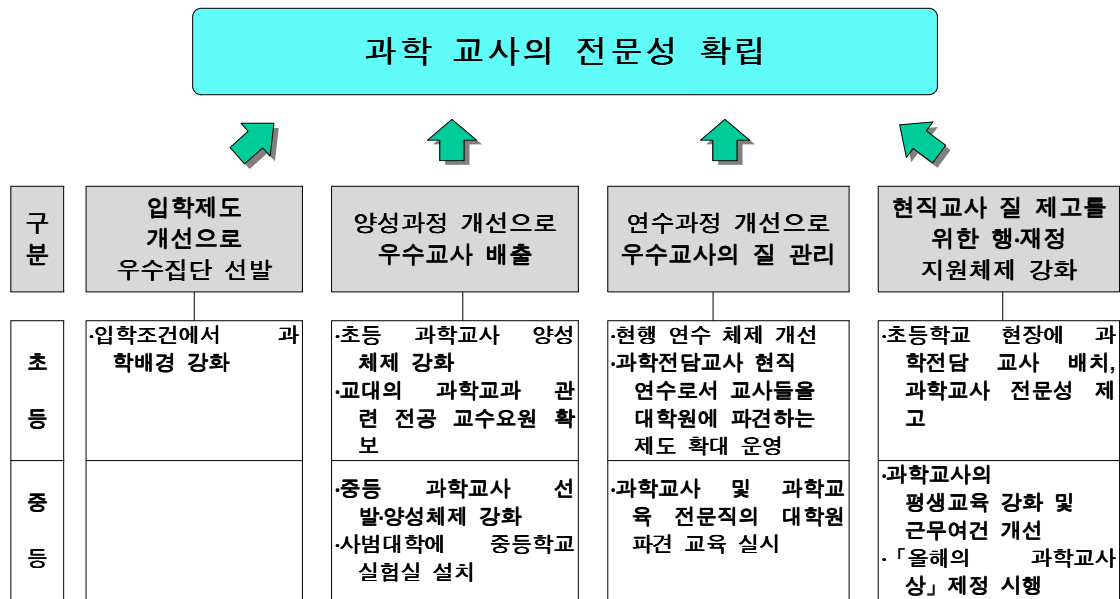 과학 교사의 전문성 확립
구
분
입학제도
개선으로
우수집단 선발
양성과정 개선으로
우수교사 배출
연수과정 개선으로
우수교사의 질 관리
현직교사 질 제고를
위한 행·재정
지원체제 강화
초
등
·입학조건에서 과
학배경 강화
·초등 과학교사 양성
체제 강화
·교대의 과학교과 관
련 전공 교수요원 확
보
·현행 연수 체제 개선
·과학전담교사 현직
연수로서 교사들을
대학원에 파견하는
제도 확대 운영
·초등학교 현장에 과
학전담 교사 배치,
과학교사 전문성 제
고
중
등
·중등 과학교사 선
발·양성체제 강화
·사범대학에 중등학교
실험실 설치
·과학교사 및 과학교
육 전문직의 대학원
파견 교육 실시
·과학교사의
평생교육 강화 및
근무여건 개선
·「올해의 과학교사
상」제정 시행